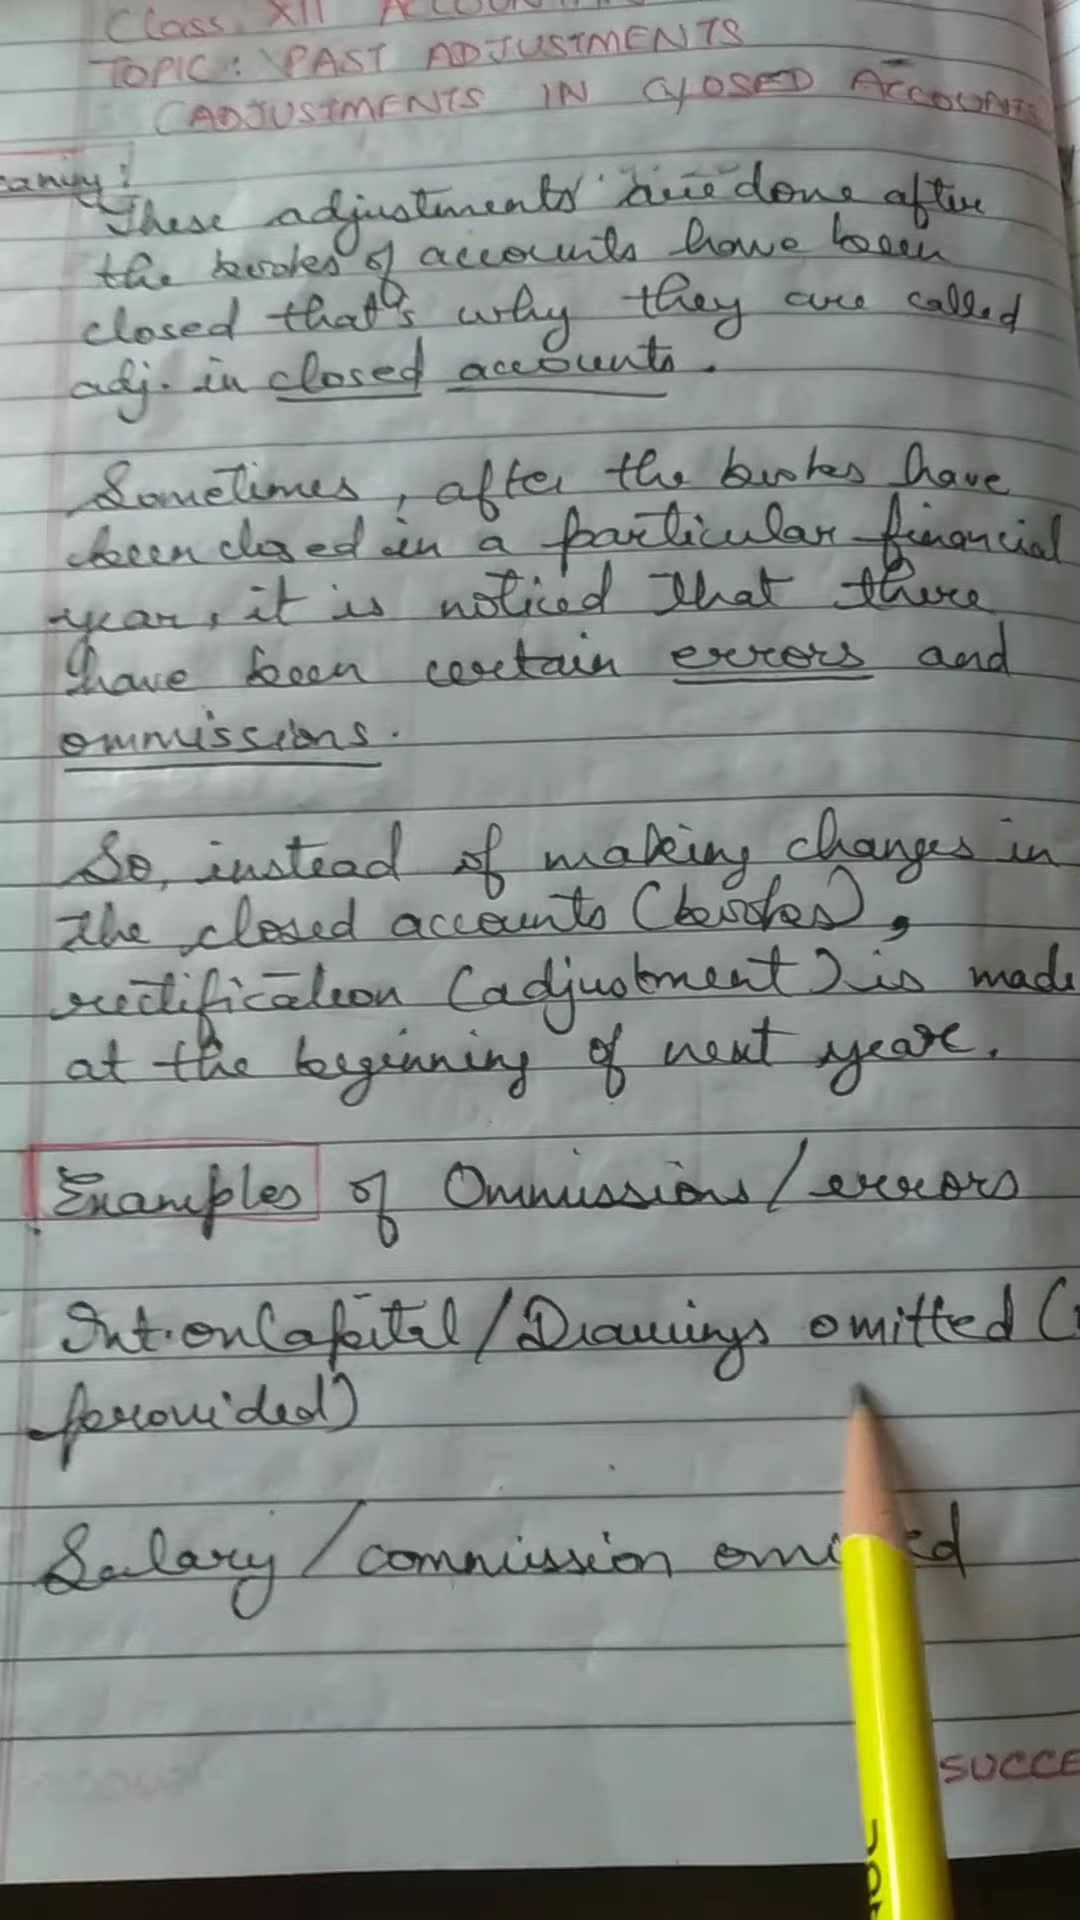 Class XII ACCOUNT
TOPIC: PAST ADJUSTMENTS
(ADJUSTMENTS IN CLOSED ACCOUNTS
eaning:
These adjustments are done after
the books of accounts have been
closed that's why they are called
adj. in closed accounts.
Sometimes, after the books have
been closed in a particular financial
year, it is noticed that there
have been certain errors and
ommissions.
So, instead of making changes in
the closed accounts (books),
rectification (adjustment) is made
at the beginning of next year.
Examples of Ommissions/errors
Int. on Capital/Drawings omitted (
provided)
Salary/commission om ed
SUCCE